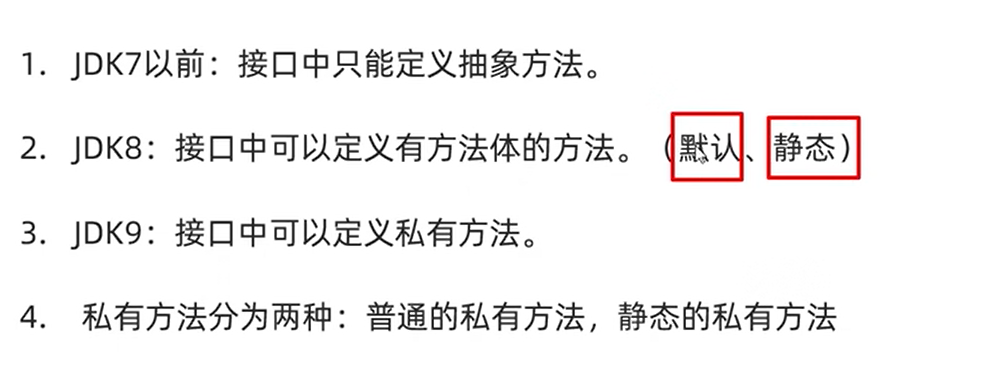 1. JDK7以前：接口中只能定义抽象方法。
2. JDK8：接口中可以定义有方法体的方法。（默认、静态）
3. JDK9：接口中可以定义私有方法。
4. 私有方法分为两种：普通的私有方法，静态的私有方法